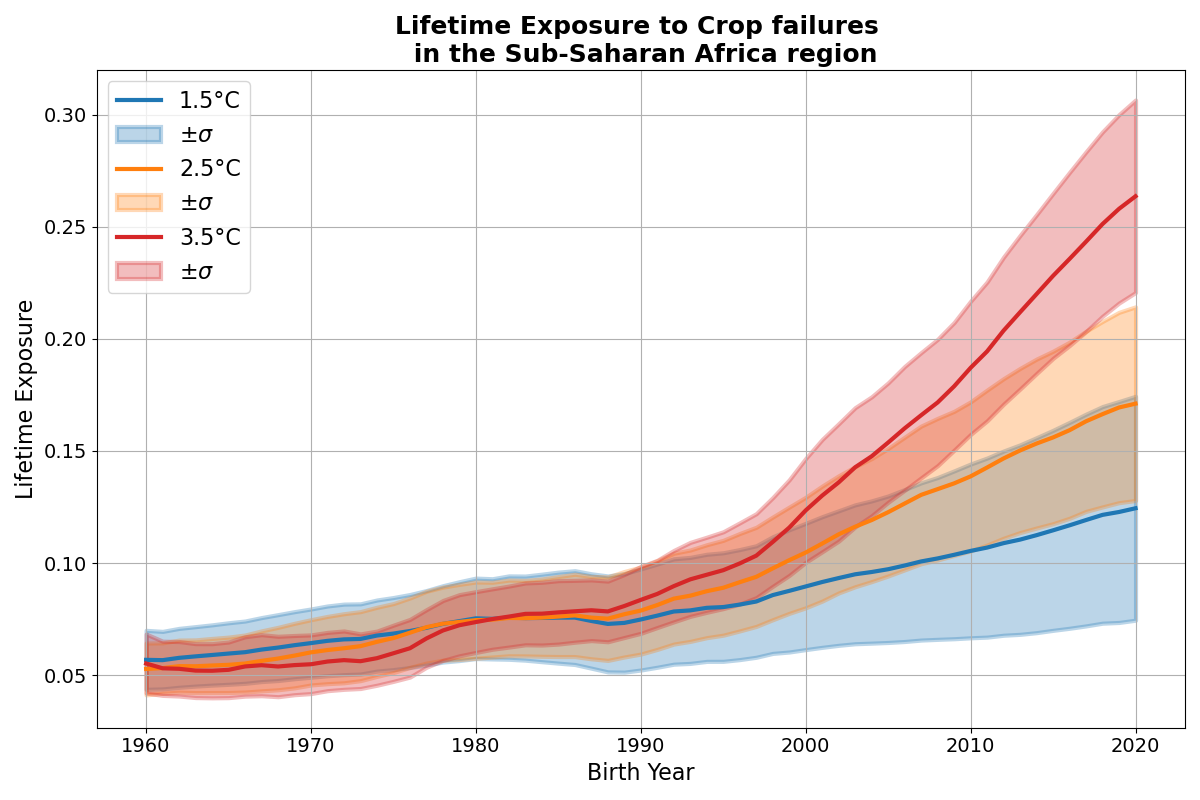 Lifetime Exposure to Crop failures
in the Sub-Saharan Africa region
1.5°C
±σ
2.5°C
±σ
3.5°C
±σ
Lifetime Exposure
0.30
0.25
0.20
0.15
0.10
0.05
1960 1970 1980 1990 2000 2010 2020
Birth Year